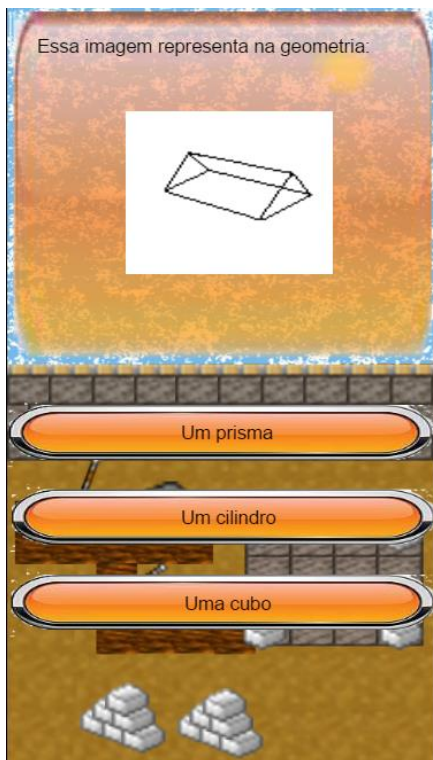 Essa imagem representa na geometria:
Um prisma
Um cilindro
Uma cubo